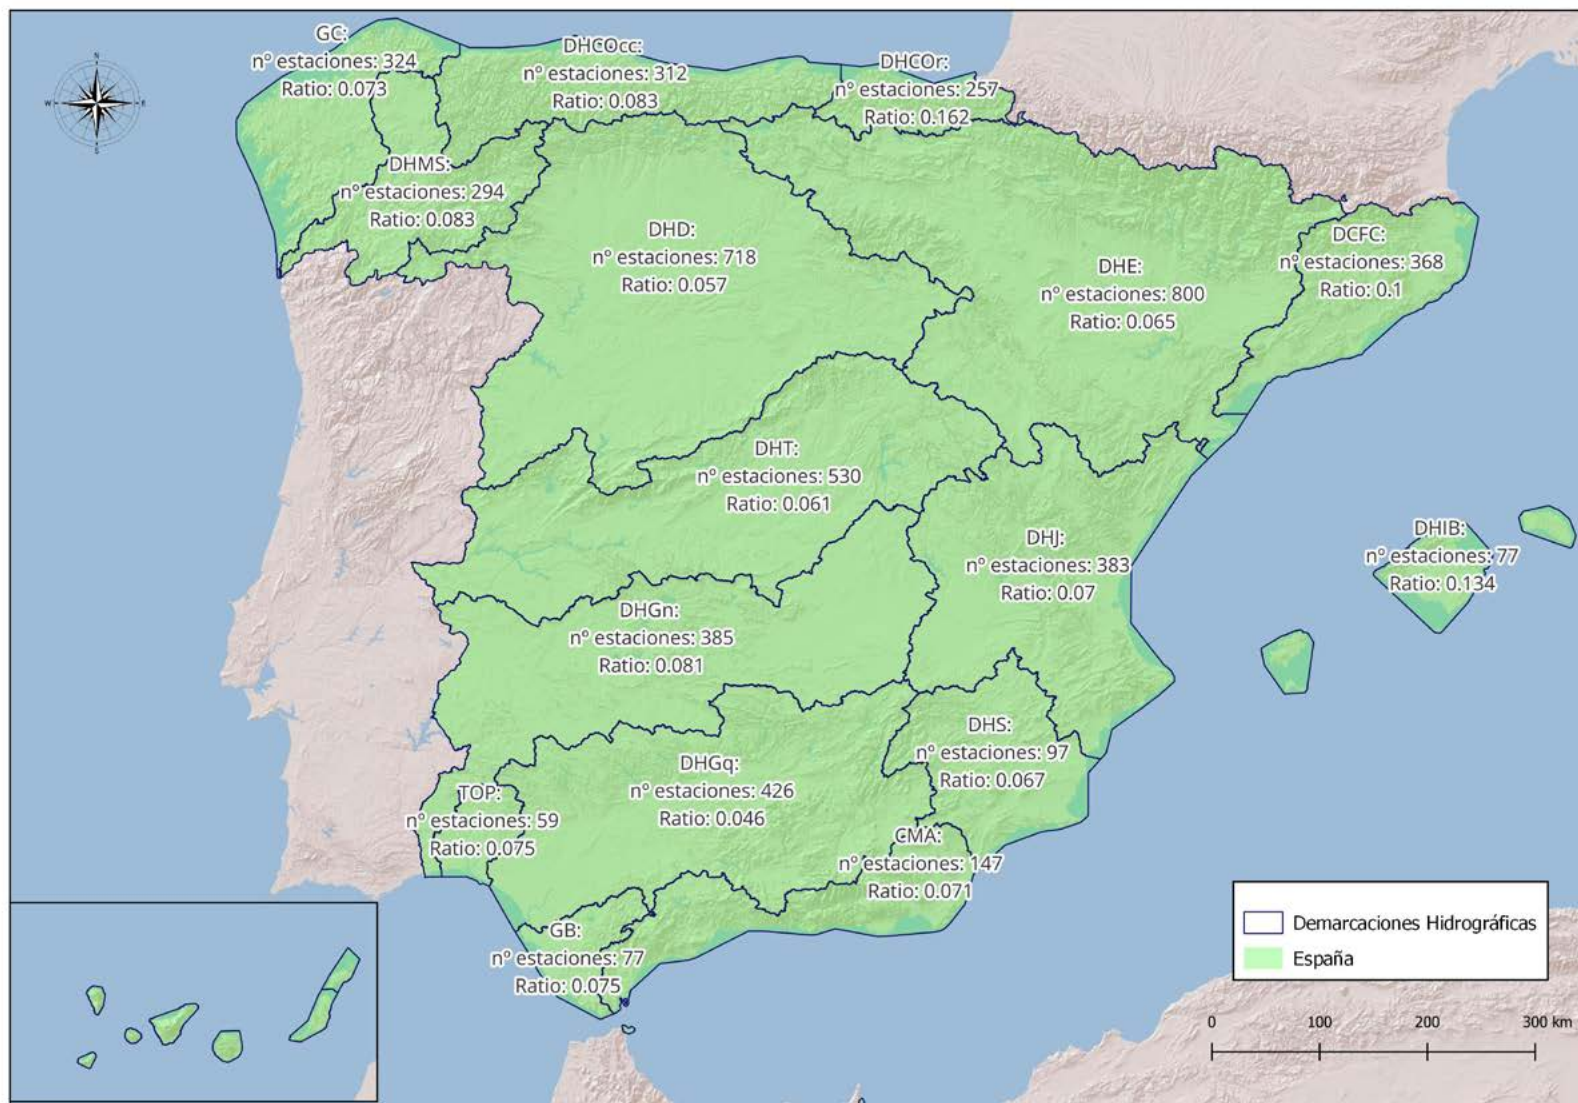 GC:
nº estaciones: 324
Ratio: 0.073
DHCOcc:
nº estaciones: 312
Ratio: 0.083
DHCOr:
nº estaciones: 257
Ratio: 0.162
N
W
E
S
DHMS:
nº estaciones: 294
Ratio: 0.083
DHD:
nº estaciones: 718
Ratio: 0.057
DHE:
nº estaciones: 800
Ratio: 0.065
DCFC:
nº estaciones: 368
Ratio: 0.1
DHT:
nº estaciones: 530
Ratio: 0.061
DHJ:
nº estaciones: 383
Ratio: 0.07
DHIB:
nº estaciones: 77
Ratio: 0.134
DHGn:
nº estaciones: 385
Ratio: 0.081
DHS:
nº estaciones: 97
Ratio: 0.067
DHGq:
nº estaciones: 426
Ratio: 0.046
TOP:
nº estaciones: 59
Ratio: 0.075
CMA:
nº estaciones: 147
Ratio: 0.071
GB:
nº estaciones: 77
Ratio: 0.075
Demarcaciones Hidrográficas
España
0 100 200 300 km